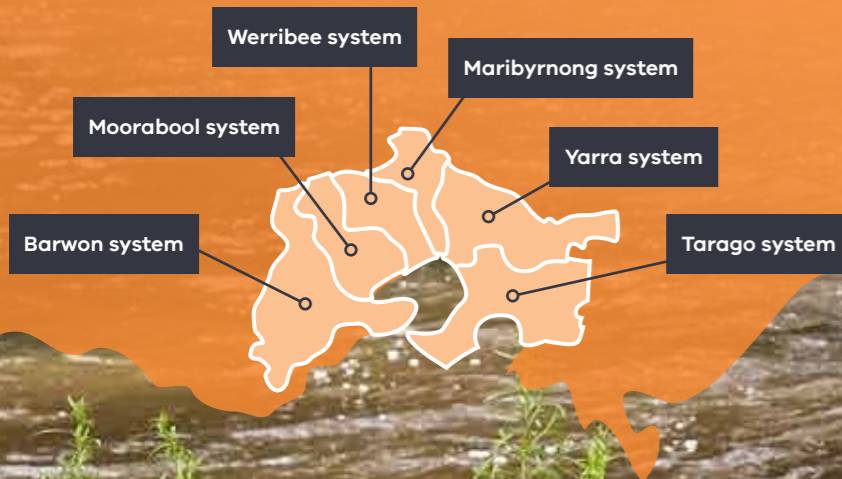 Werribee system
Maribyrnong system
Moorabool system
Yarra system
Barwon system
Tarago system